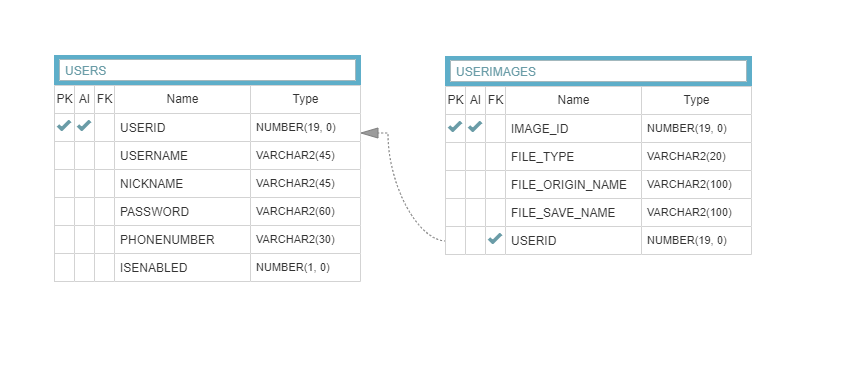 USERS
PK AI FK Name Type
USERID NUMBER(19, 0)
USERNAME VARCHAR2(45)
NICKNAME VARCHAR2(45)
PASSWORD VARCHAR2(60)
PHONENUMBER VARCHAR2(30)
ISENABLED NUMBER(1, 0)
USERIMAGES
PK AI FK Name Type
IMAGE_ID NUMBER(19, 0)
FILE_TYPE VARCHAR2(20)
FILE_ORIGIN_NAME VARCHAR2(100)
FILE_SAVE_NAME VARCHAR2(100)
USERID NUMBER(19, 0)